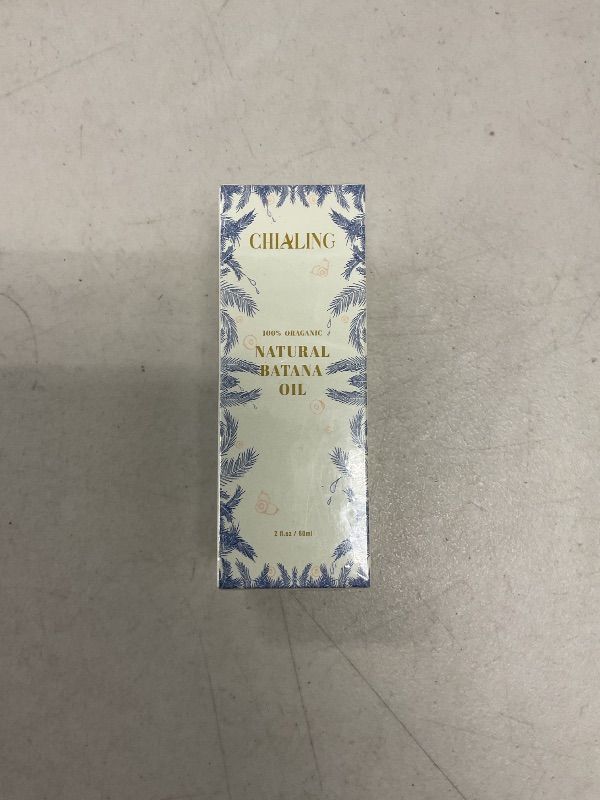 CHIALING
100% ORAGANIC
NATURAL
BATANA
OIL
2 fl.oz / 60ml